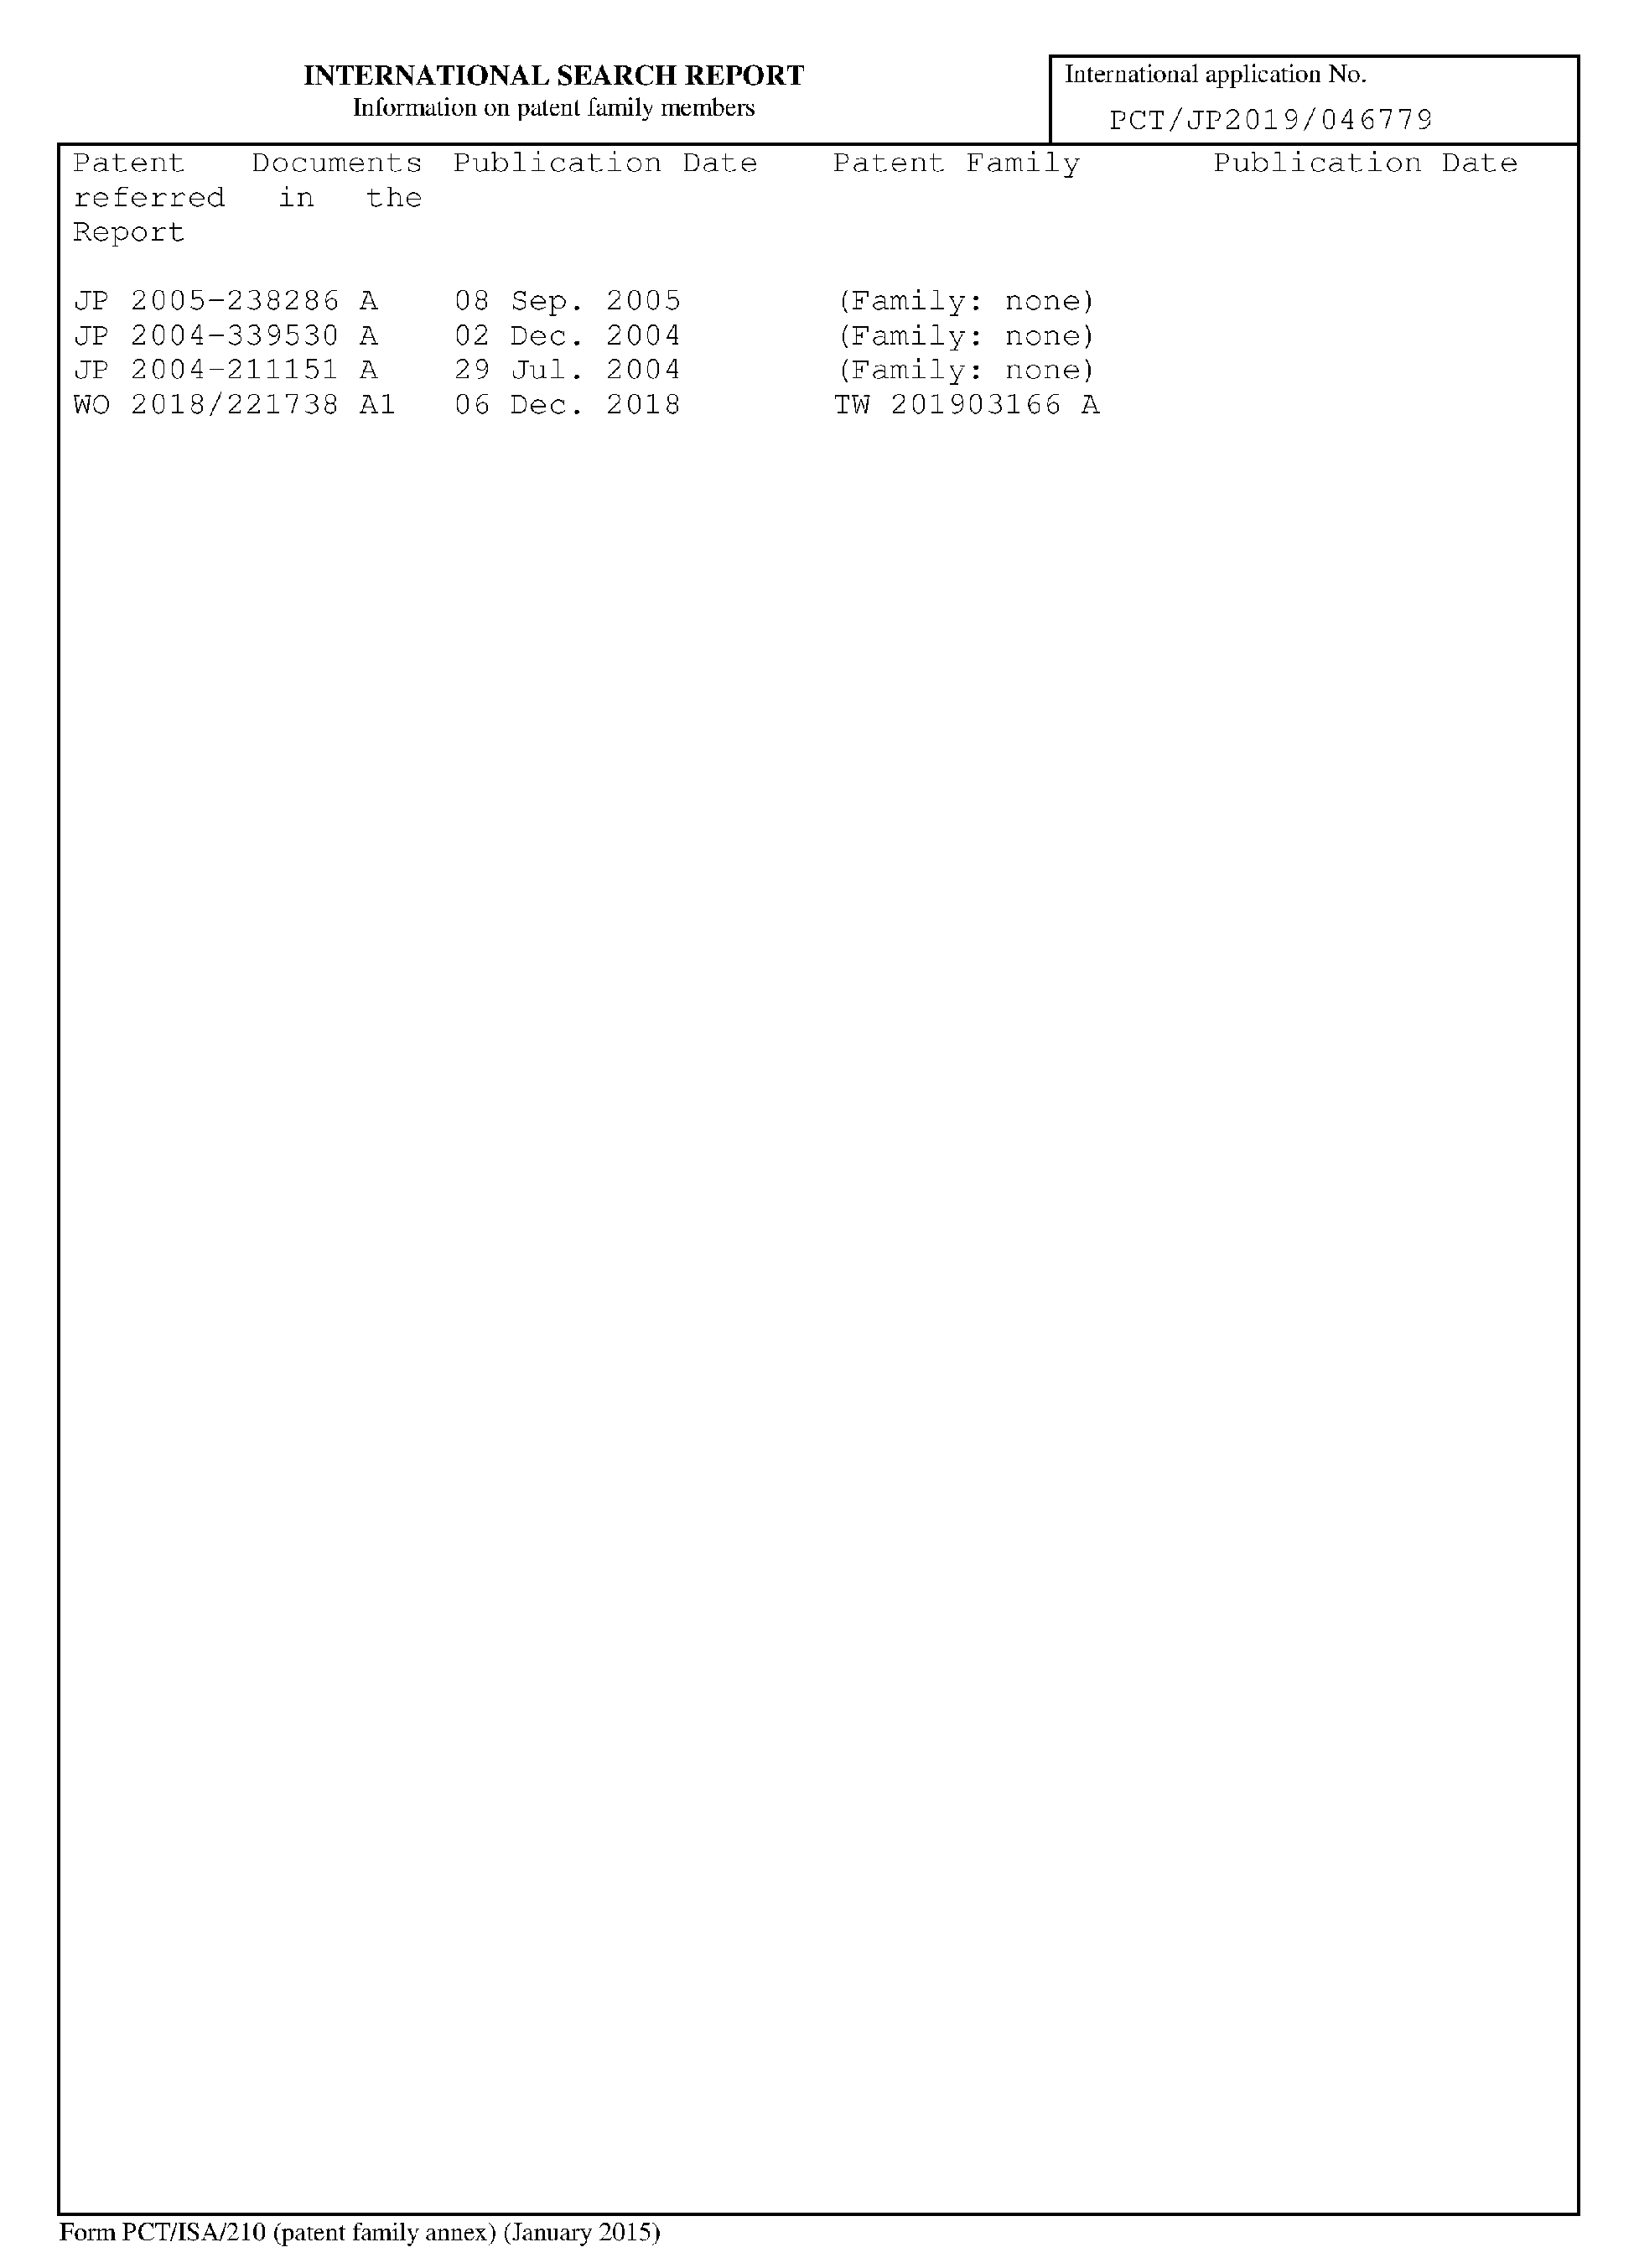 INTERNATIONAL SEARCH REPORT
Information on patent family members
International application No.
PCT/JP2019/046779
Patent Documents Publication Date Patent Family Publication Date
referred in the
Report
JP 2005-238286 A 08 Sep. 2005 (Family: none)
JP 2004-339530 A 02 Dec. 2004 (Family: none)
JP 2004-211151 A 29 Jul. 2004 (Family: none)
WO 2018/221738 A1 06 Dec. 2018 TW 201903166 A
Form PCT/ISA/210 (patent family annex) (January 2015)